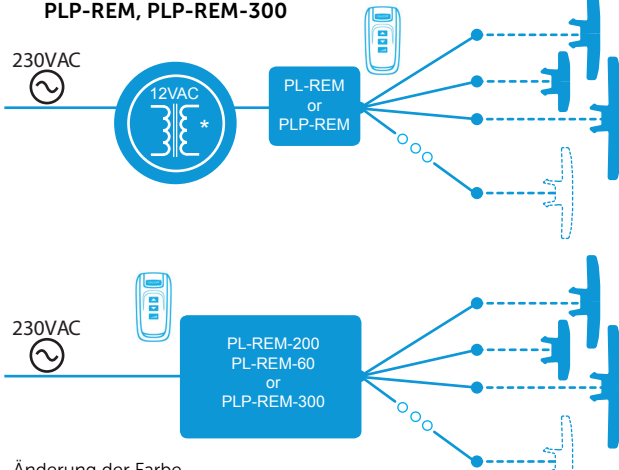 PLP-REM, PLP-REM-300
230VAC
12VAC
*
PL-REM
or
PLP-REM
230VAC
PL-REM-200
PL-REM-60
or
PLP-REM-300
Änderung der Farbe